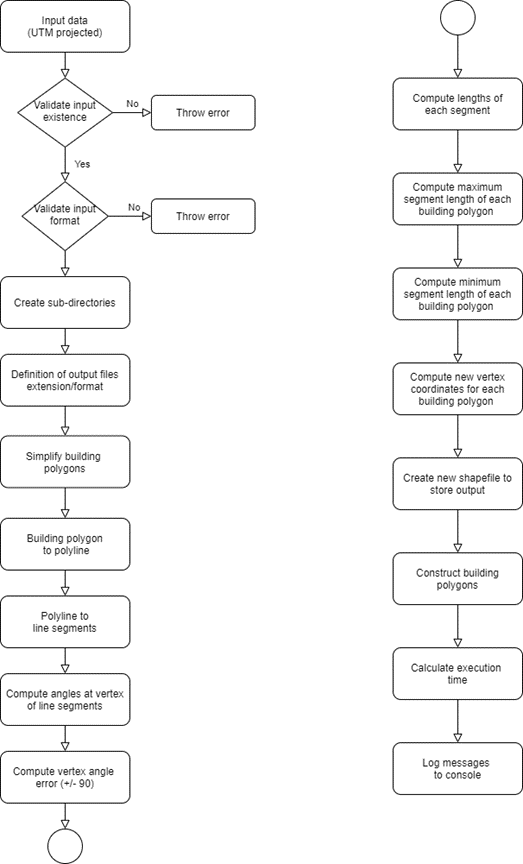 Input data
(UTM projected)
Validate input
existence
No
Throw error
Yes
Validate input
format
No
Throw error
Create sub-directories
Definition of output files
extension/format
Simplify building
polygons
Building polygon
to polyline
Polyline to
line segments
Compute angles at vertex
of line segments
Compute vertex angle
error (+/- 90)
Compute lengths of
each segment
Compute maximum
segment length of each
building polygon
Compute minimum
segment length of each
building polygon
Compute new vertex
coordinates for each
building polygon
Create new shapefile to
store output
Construct building
polygons
Calculate execution
time
Log messages
to console